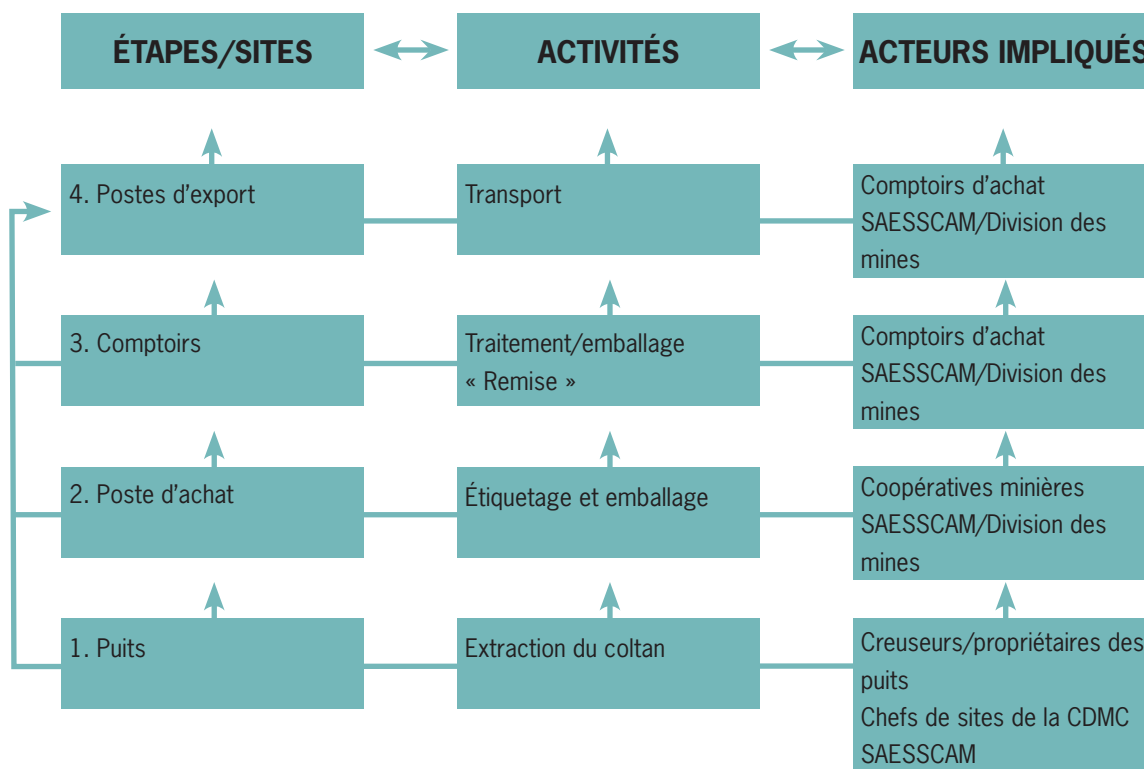 ÉTAPES/SITES
ACTIVITÉS
ACTEURS IMPLIQUÉS
4. Postes d'export
Transport
Comptoirs d'achat
SAESSCAM/Division des
mines
3. Comptoirs
Traitement/emballage
« Remise »
Comptoirs d'achat
SAESSCAM/Division des
mines
2. Poste d'achat
Étiquetage et emballage
Coopératives minières
SAESSCAM/Division des
mines
1. Puits
Extraction du coltan
Creuseurs/propriétaires des
puits
Chefs de sites de la CDMC
SAESSCAM